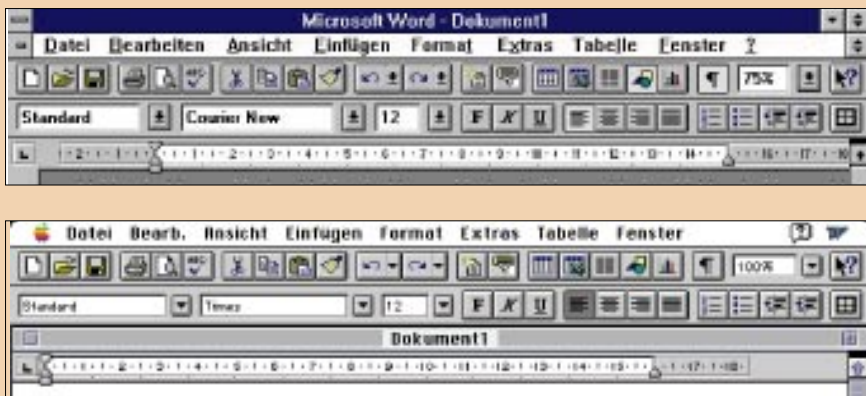 Microsoft Word - Dokument1
Datei Bearbeiten Ansicht Einfügen Format Extras Tabelle Fenster ?
75%
Standard Courier New 12 F K U
Datei Bearb. Ansicht Einfügen Format Extras Tabelle Fenster
100%
Standard Times 12 F K U
Dokument1